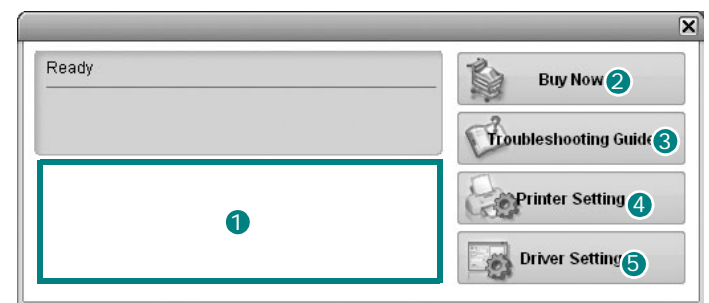 Ready
1
Buy Now 2
Troubleshooting Guide 3
Printer Setting 4
Driver Setting 5